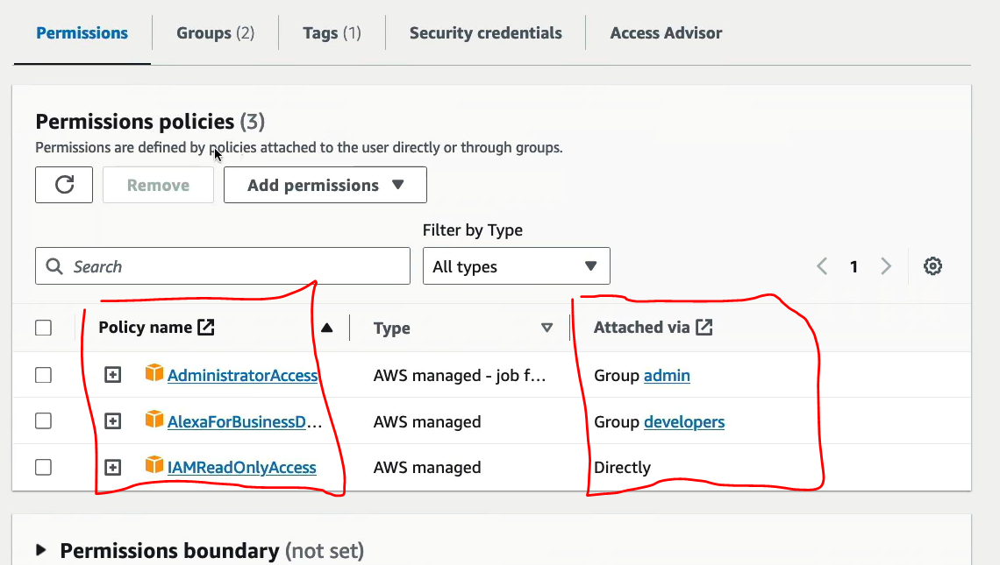 Permissions Groups (2) Tags (1) Security credentials Access Advisor
Permissions policies (3)
Permissions are defined by policies attached to the user directly or through groups.
Remove Add permissions
Filter by Type
Search All types 1
Policy name Type Attached via
AdministratorAccess AWS managed - job f... Group admin
AlexaForBusinessD... AWS managed Group developers
IAMReadOnlyAccess AWS managed Directly
Permissions boundary (not set)